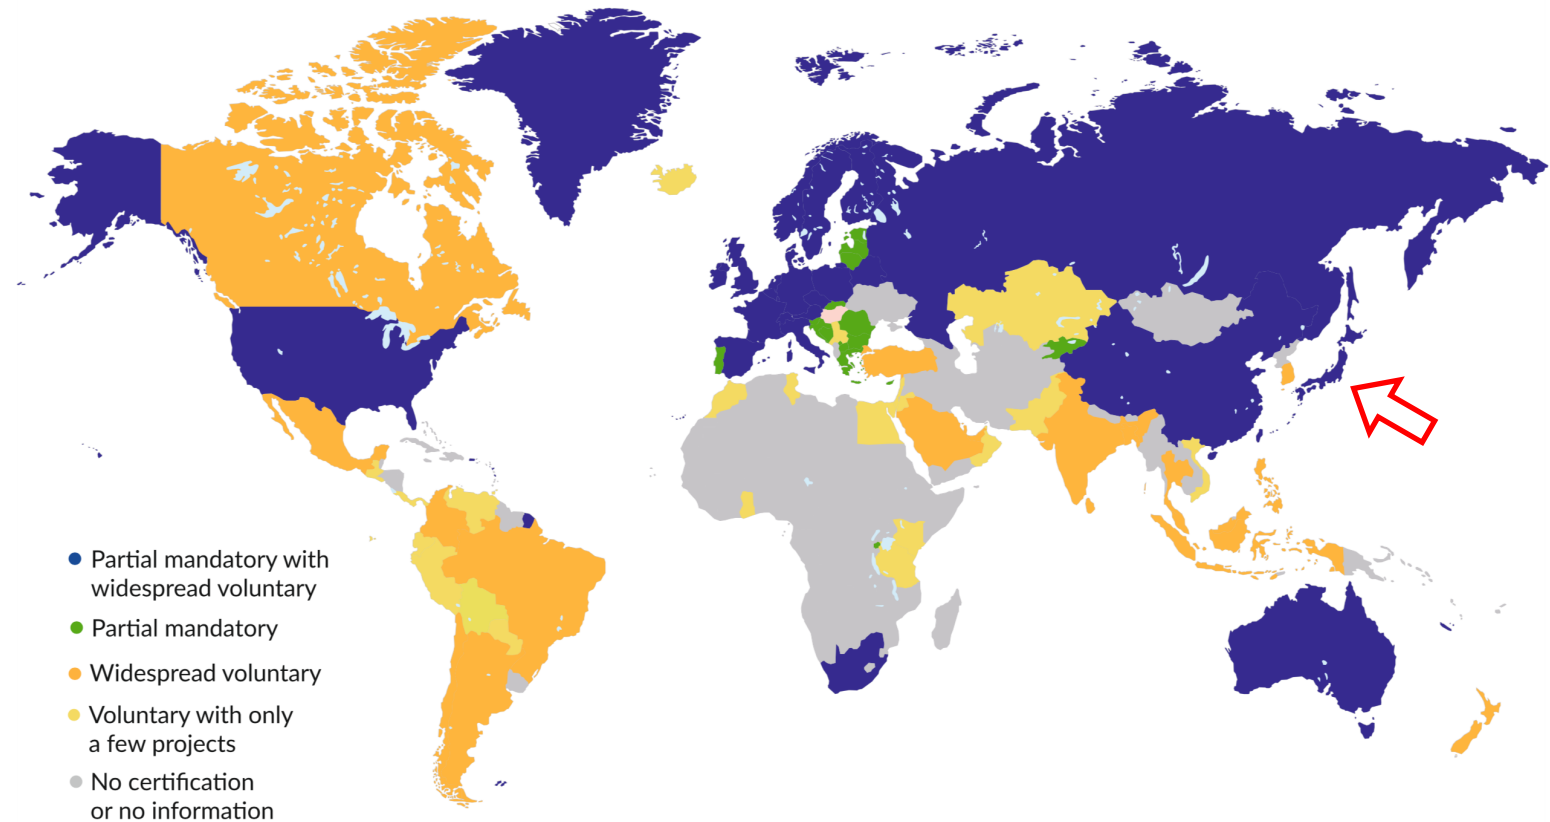 Partial mandatory with
widespread voluntary
Partial mandatory
Widespread voluntary
Voluntary with only
a few projects
No certification
or no information